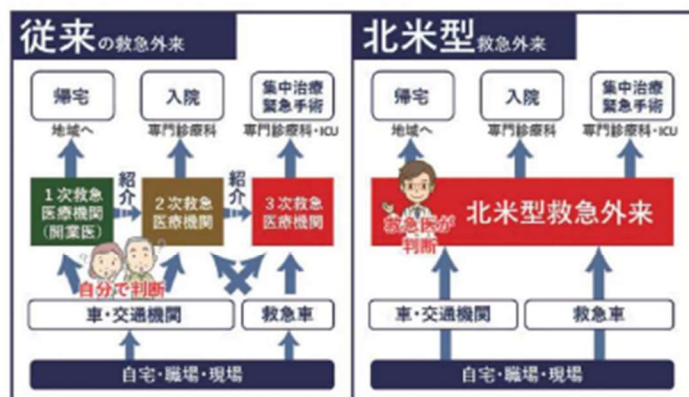 従来の救急外来
帰宅
入院
集中治療
緊急手術
地域へ
専門診療科
専門診療科・ICU
1次救急
医療機関
(開業医)
紹介
2次救急
医療機関
紹介
3次救急
医療機関
自分で判断
車・交通機関
救急車
自宅・職場・現場
北米型救急外来
帰宅
入院
集中治療
緊急手術
地域へ
専門診療科
専門診療科・ICU
北米型救急外来
救急医が
判断
車・交通機関
救急車
自宅・職場・現場